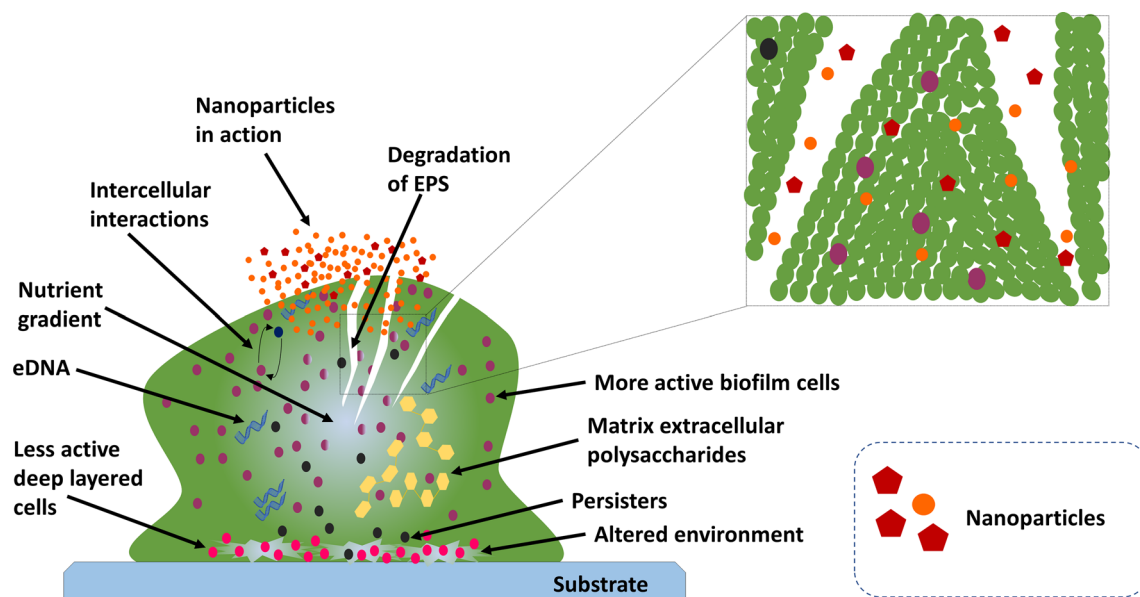 Nanoparticles
in action
Degradation
of EPS
Intercellular
interactions
Nutrient
gradient
eDNA
Less active
deep layered
cells
More active biofilm cells
Matrix extracellular
polysaccharides
Persisters
Altered environment
Substrate
Nanoparticles